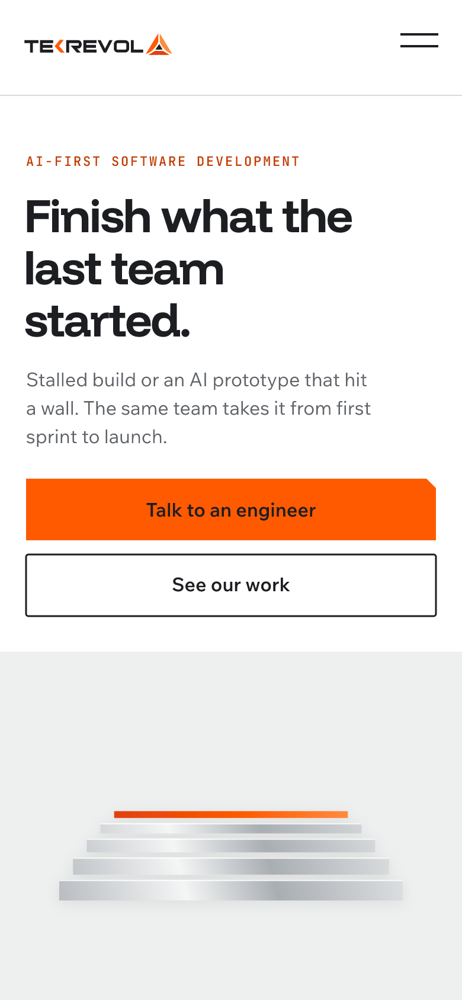 TEKREVOL
AI-FIRST SOFTWARE DEVELOPMENT
Finish what the
last team
started.
Stalled build or an AI prototype that hit
a wall. The same team takes it from first
sprint to launch.
Talk to an engineer
See our work